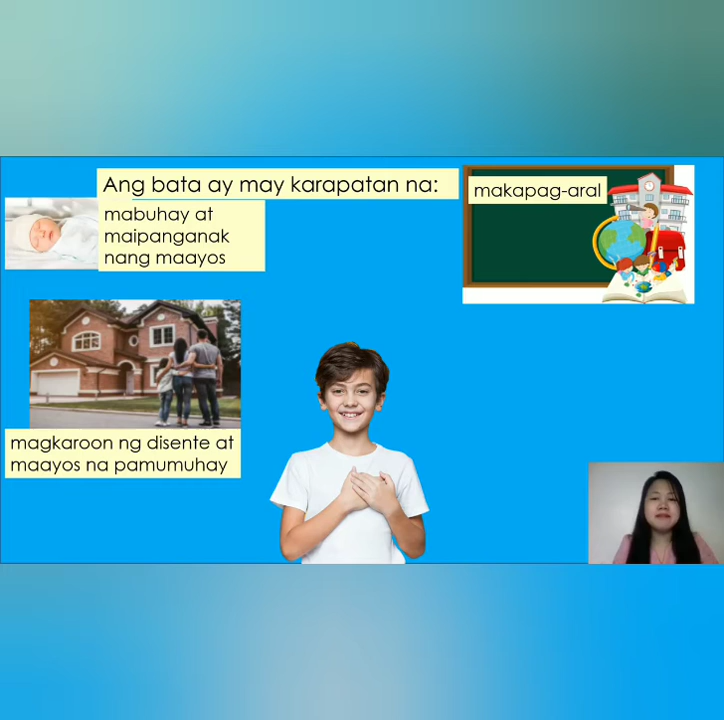 Ang bata ay may karapatan na:
mabuhay at
maipanganak
nang maayos
makapag-aral
magkaroon ng disente at
maayos na pamumuhay